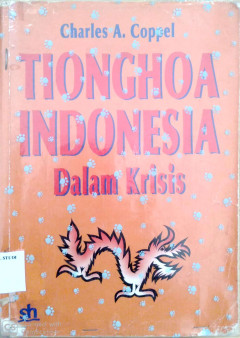 Charles A. Coppel
TIONGHOA
INDONESIA
Dalam Krisis
sh